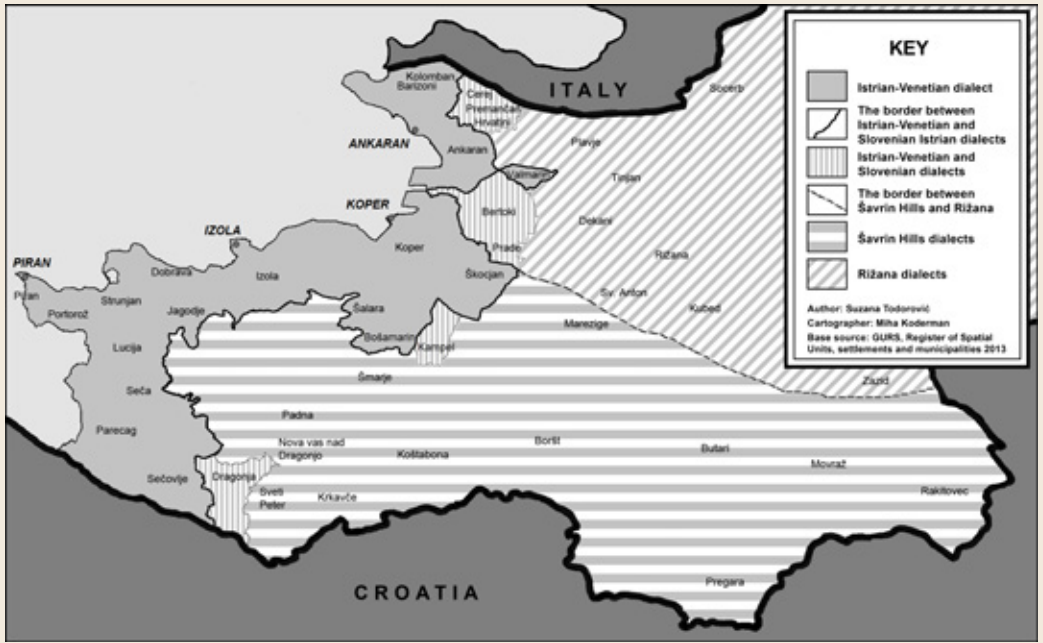 KEY
Istrian-Venetian dialect
The border between
Istrian-Venetian and
Slovenian Istrian dialects
Istrian-Venetian and
Slovenian dialects
The border between
Šavrin Hills and Rižana
Šavrin Hills dialects
Rižana dialects
Author: Suzana Todorović
Cartographer: Miha Koderman
Base source: GURS, Register of Spatial
Units, settlements and municipalities 2013
ITALY
Kolomban
Barizoni
Cerej
Premančan
Hrvatini
Socerb
ANKARAN
Ankaran
Plavje
Valmarin
Tinjan
KOPER
Bertoki
Dekani
IZOLA
Koper
Prade
Rižana
PIRAN
Dobrava
Izola
Škocjan
Piran
Strunjan
Sv. Anton
Portorož
Jagodje
Šalara
Kubed
Marezige
Lucija
Bošamarin
Kampel
Šmarje
Zazid
Seča
Padna
Parecag
Nova vas nad
Dragonjo
Koštabona
Boršt
Butari
Movraž
Sečovlje
Dragonja
Sveti
Peter
Krkavče
Rakitovec
Pregara
CROATIA